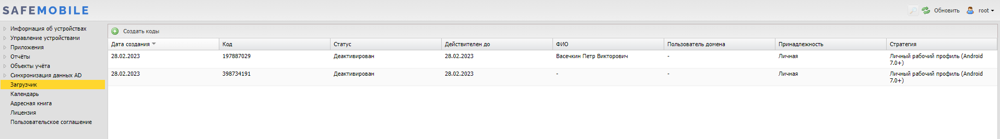 SAFEMOBILE
Обновить root
Информация об устройствах
Управление устройствами
Приложения
Отчёты
Объекты учёта
Синхронизация данных AD
Загрузчик
Календарь
Адресная книга
Лицензия
Пользовательское соглашение
Создать коды
Дата создания Код Статус Действителен до ФИО Пользователь домена Принадлежность Стратегия
28.02.2023 197887029 Деактивирован 28.02.2023 Васечкин Петр Викторович - Личная Личный рабочий профиль (Android
7.0+)
28.02.2023 398734191 Деактивирован 28.02.2023 - - Личная Личный рабочий профиль (Android
7.0+)